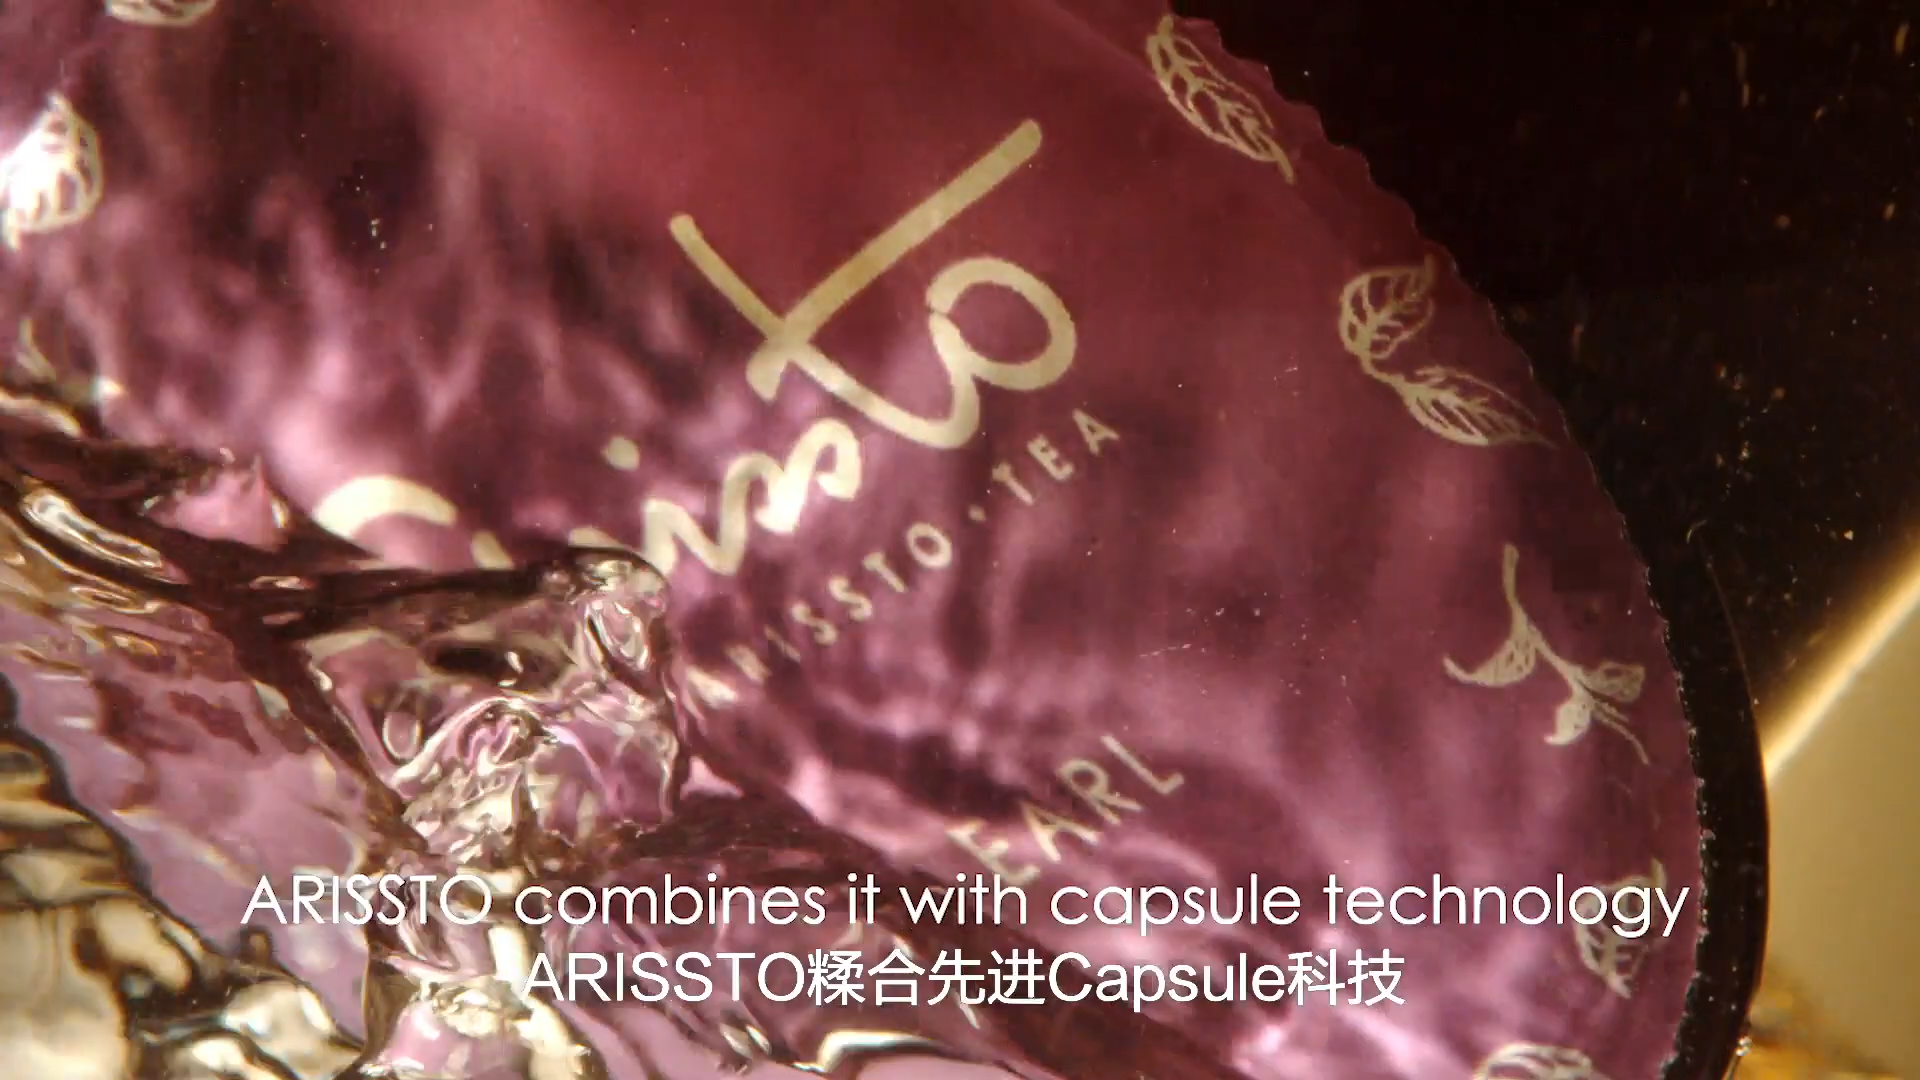 Arissto
ARISSTO · TEA
EARL
ARISSTO combines it with capsule technology
ARISSTO糅合先进Capsule科技